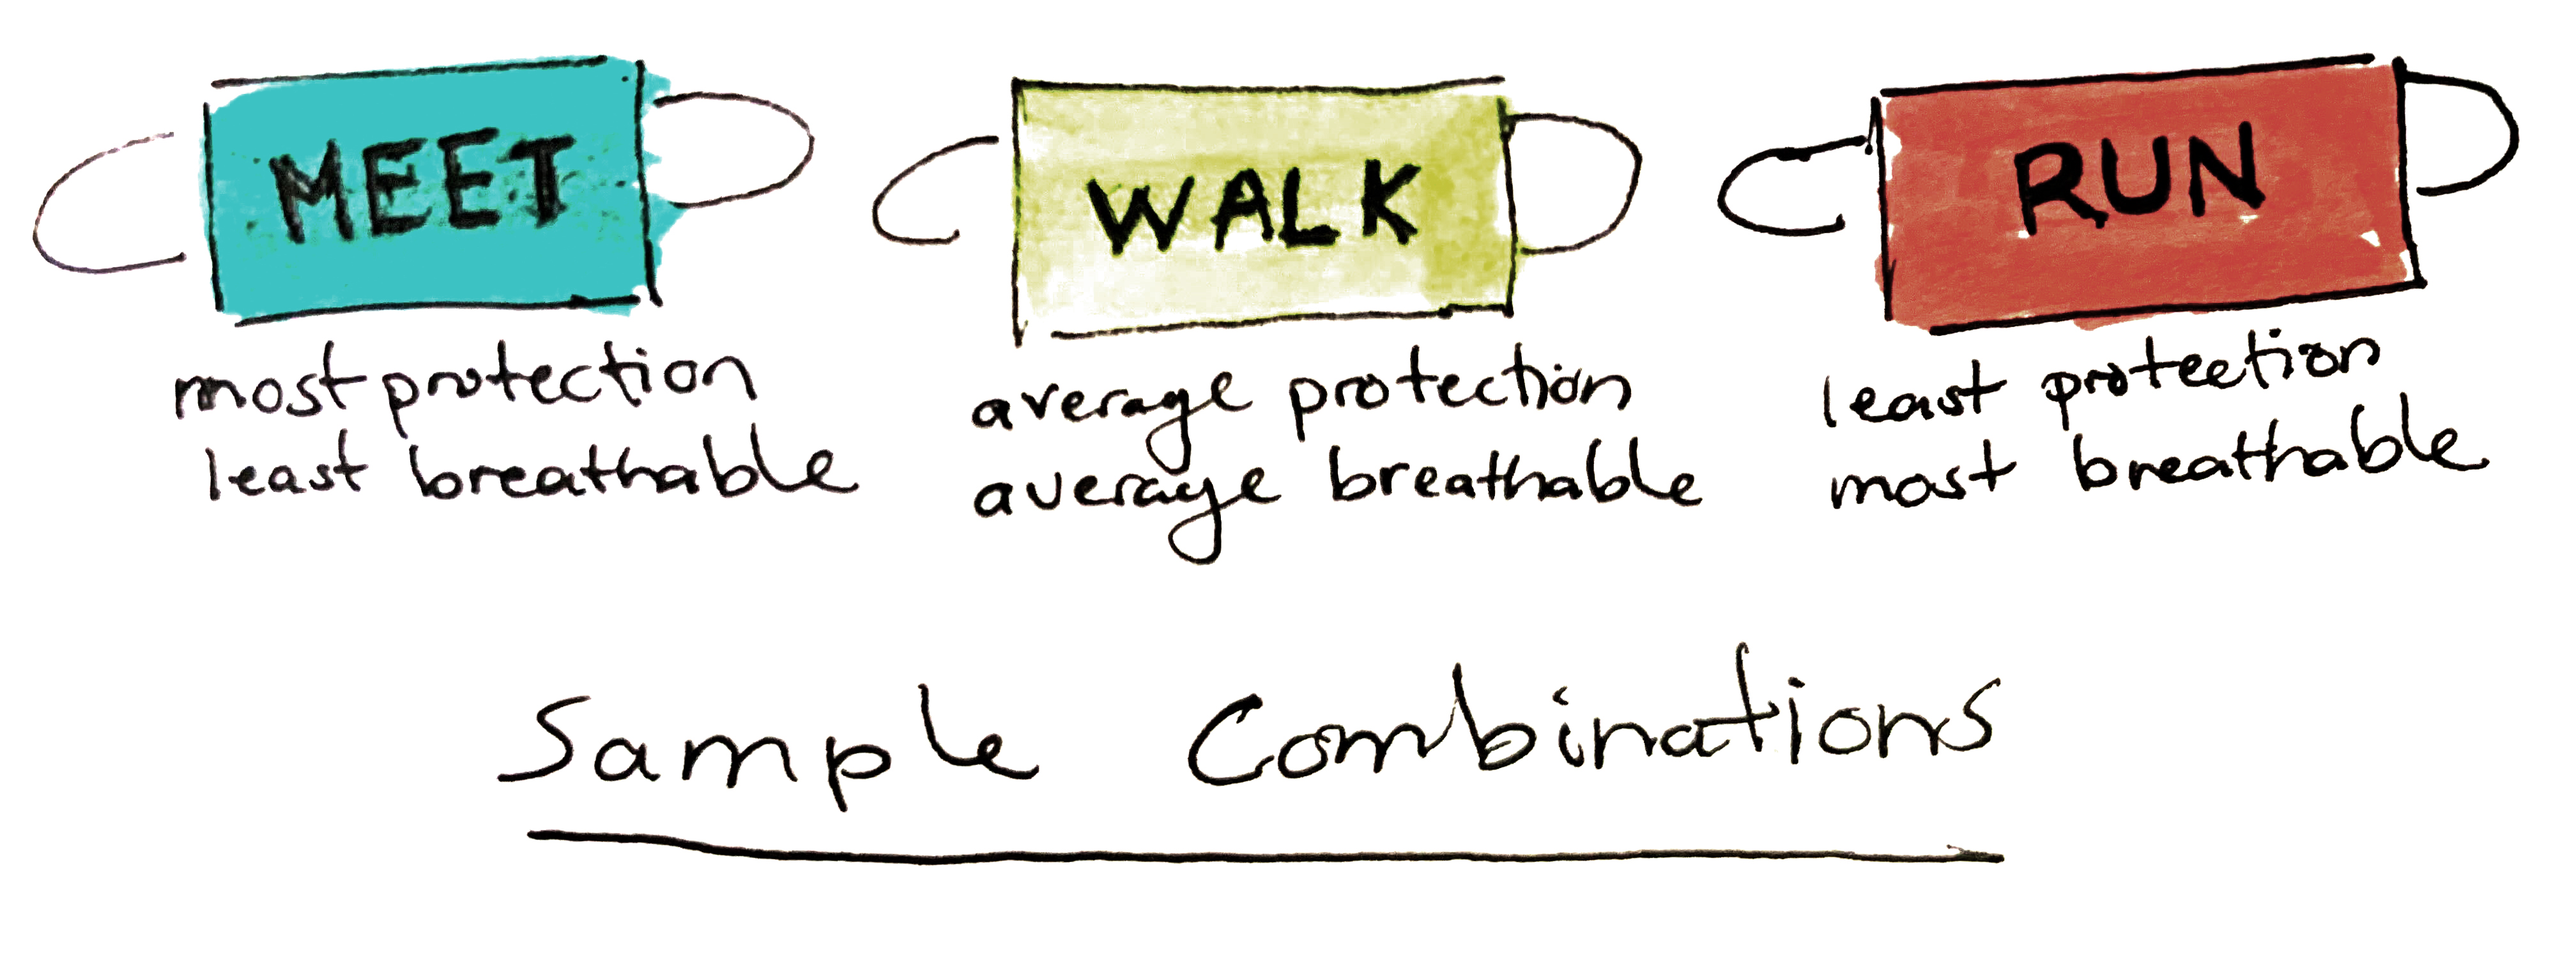 MEET
WALK
RUN
most protection
least breathable
average protection
average breathable
least protection
most breathable
Sample Combinations